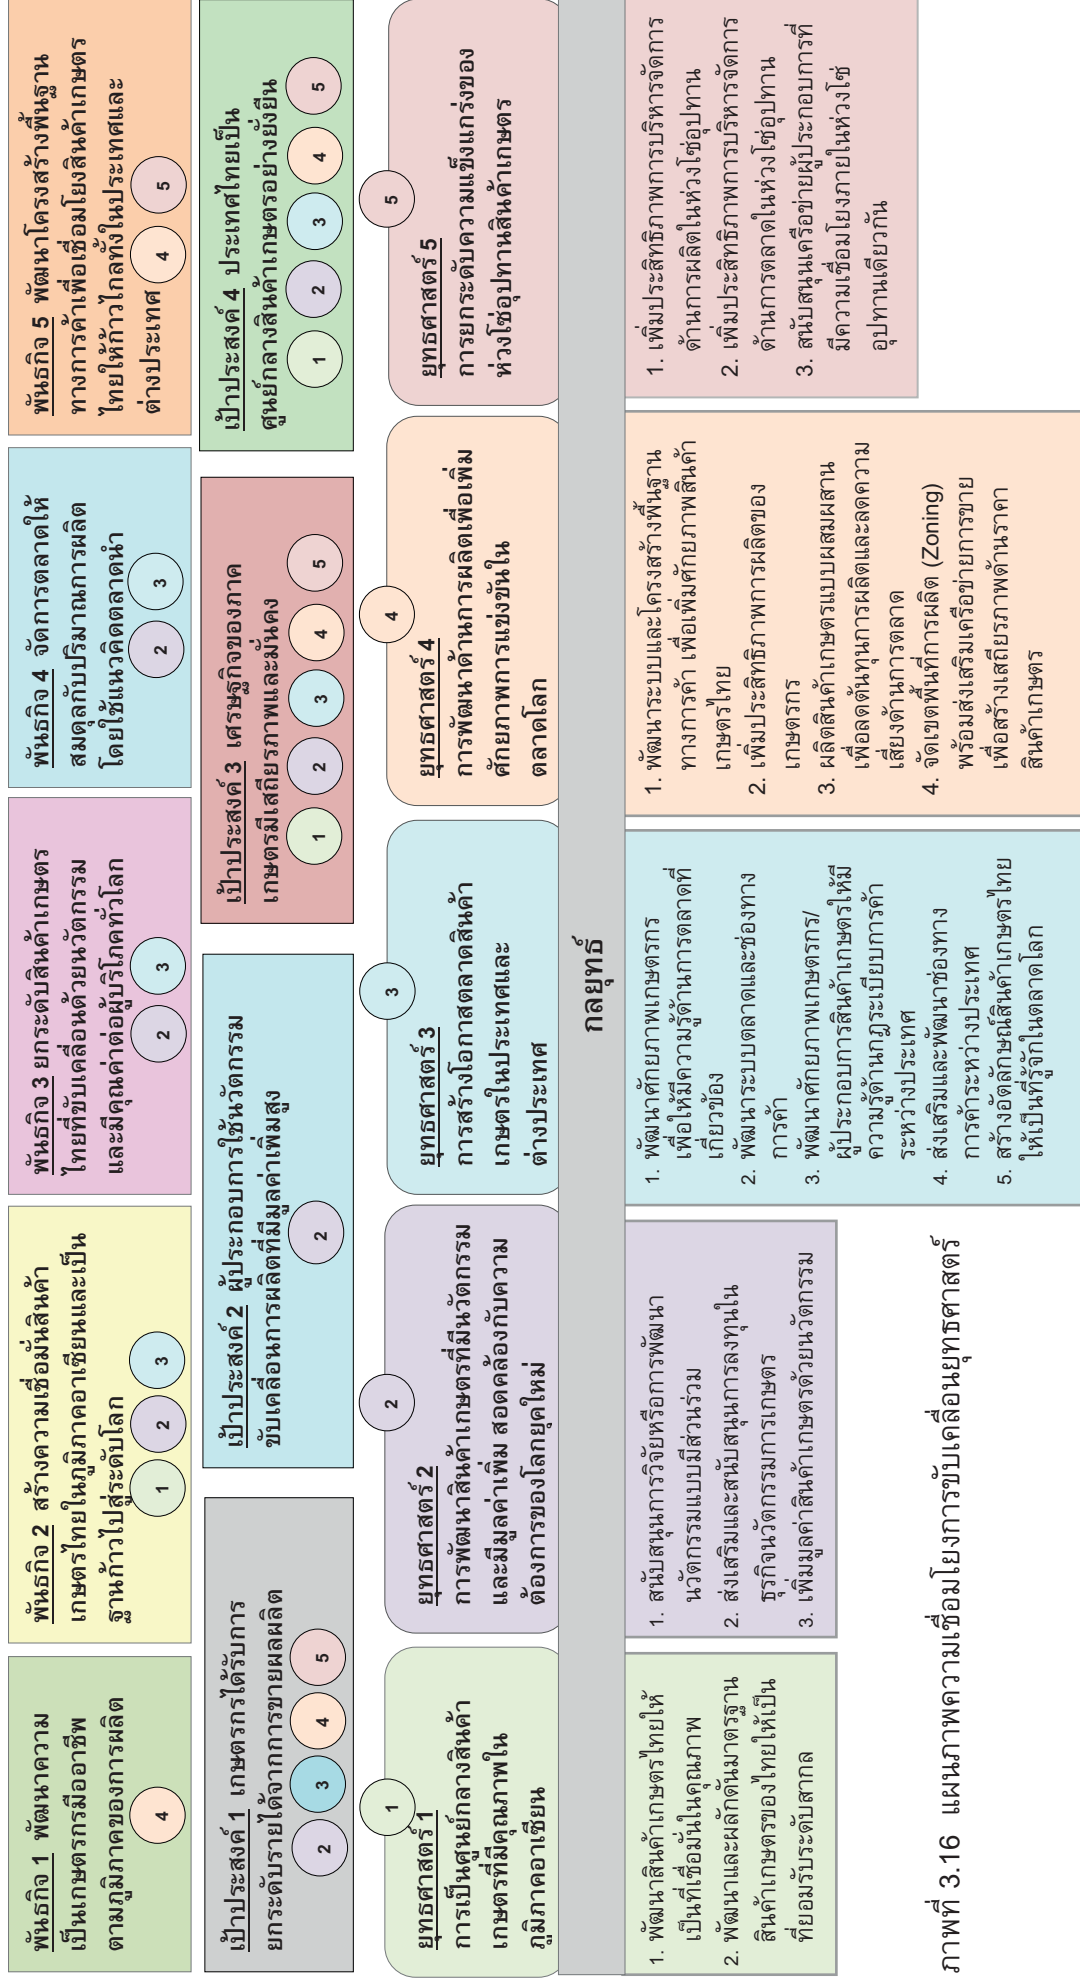 พันธกิจ 1 พัฒนาความ
เป็นเกษตรกรมืออาชีพ
ตามภูมิภาคของการผลิต
4
พันธกิจ 2 สร้างความเชื่อมั่นสินค้า
เกษตรไทยในภูมิภาคอาเซียนและเป็น
ฐานก้าวไปสู่ระดับโลก
1 2 3
พันธกิจ 3 ยกระดับสินค้าเกษตร
ไทยที่ขับเคลื่อนด้วยนวัตกรรม
และมีคุณค่าต่อผู้บริโภคทั่วโลก
2 3
พันธกิจ 4 จัดการตลาดให้
สมดุลกับปริมาณการผลิต
โดยใช้แนวคิดตลาดนำ
2 3
พันธกิจ 5 พัฒนาโครงสร้างพื้นฐาน
ทางการค้าเพื่อเชื่อมโยงสินค้าเกษตร
ไทยให้ก้าวไกลทั้งในประเทศและ
ต่างประเทศ 4 5
เป้าประสงค์ 1 เกษตรกรได้รับการ
ยกระดับรายได้จากการขายผลผลิต
2 3 4 5
เป้าประสงค์ 2 ผู้ประกอบการใช้นวัตกรรม
ขับเคลื่อนการผลิตที่มีมูลค่าเพิ่มสูง
2
เป้าประสงค์ 3 เศรษฐกิจของภาค
เกษตรมีเสถียรภาพและมั่นคง
1 2 3 4 5
เป้าประสงค์ 4 ประเทศไทยเป็น
ศูนย์กลางสินค้าเกษตรอย่างยั่งยืน
1 2 3 4 5
1
ยุทธศาสตร์ 1
การเป็นศูนย์กลางสินค้า
เกษตรที่มีคุณภาพใน
ภูมิภาคอาเซียน
2
ยุทธศาสตร์ 2
การพัฒนาสินค้าเกษตรที่มีนวัตกรรม
และมีมูลค่าเพิ่ม สอดคล้องกับความ
ต้องการของโลกยุคใหม่
3
ยุทธศาสตร์ 3
การสร้างโอกาสตลาดสินค้า
เกษตรในประเทศและ
ต่างประเทศ
4
ยุทธศาสตร์ 4
การพัฒนาด้านการผลิตเพื่อเพิ่ม
ศักยภาพการแข่งขันใน
ตลาดโลก
5
ยุทธศาสตร์ 5
การยกระดับความแข็งแกร่งของ
ห่วงโซ่อุปทานสินค้าเกษตร
กลยุทธ์
1. พัฒนาสินค้าเกษตรไทยให้
เป็นที่เชื่อมั่นในคุณภาพ
2. พัฒนาและผลักดันมาตรฐาน
สินค้าเกษตรของไทยให้เป็น
ที่ยอมรับระดับสากล
1. สนับสนุนการวิจัยหรือการพัฒนา
นวัตกรรมแบบมีส่วนร่วม
2. ส่งเสริมและสนับสนุนการลงทุนใน
ธุรกิจนวัตกรรมการเกษตร
3. เพิ่มมูลค่าสินค้าเกษตรด้วยนวัตกรรม
1. พัฒนาศักยภาพเกษตรกร
เพื่อให้มีความรู้ด้านการตลาดที่
เกี่ยวข้อง
2. พัฒนาระบบตลาดและช่องทาง
การค้า
3. พัฒนาศักยภาพเกษตรกร/
ผู้ประกอบการสินค้าเกษตรให้มี
ความรู้ด้านกฎระเบียบการค้า
ระหว่างประเทศ
4. ส่งเสริมและพัฒนาช่องทาง
การค้าระหว่างประเทศ
5. สร้างอัตลักษณ์สินค้าเกษตรไทย
ให้เป็นที่รู้จักในตลาดโลก
1. พัฒนาระบบและโครงสร้างพื้นฐาน
ทางการค้า เพื่อเพิ่มศักยภาพสินค้า
เกษตรไทย
2. เพิ่มประสิทธิภาพการผลิตของ
เกษตรกร
3. ผลิตสินค้าเกษตรแบบผสมผสาน
เพื่อลดต้นทุนการผลิตและลดความ
เสี่ยงด้านการตลาด
4. จัดเขตพื้นที่การผลิต (Zoning)
พร้อมส่งเสริมเครือข่ายการขาย
เพื่อสร้างเสถียรภาพด้านราคา
สินค้าเกษตร
1. เพิ่มประสิทธิภาพการบริหารจัดการ
ด้านการผลิตในห่วงโซ่อุปทาน
2. เพิ่มประสิทธิภาพการบริหารจัดการ
ด้านการตลาดในห่วงโซ่อุปทาน
3. สนับสนุนเครือข่ายผู้ประกอบการที่
มีความเชื่อมโยงภายในห่วงโซ่
อุปทานเดียวกัน
ภาพที่ 3.16 แผนภาพความเชื่อมโยงการขับเคลื่อนยุทธศาสตร์